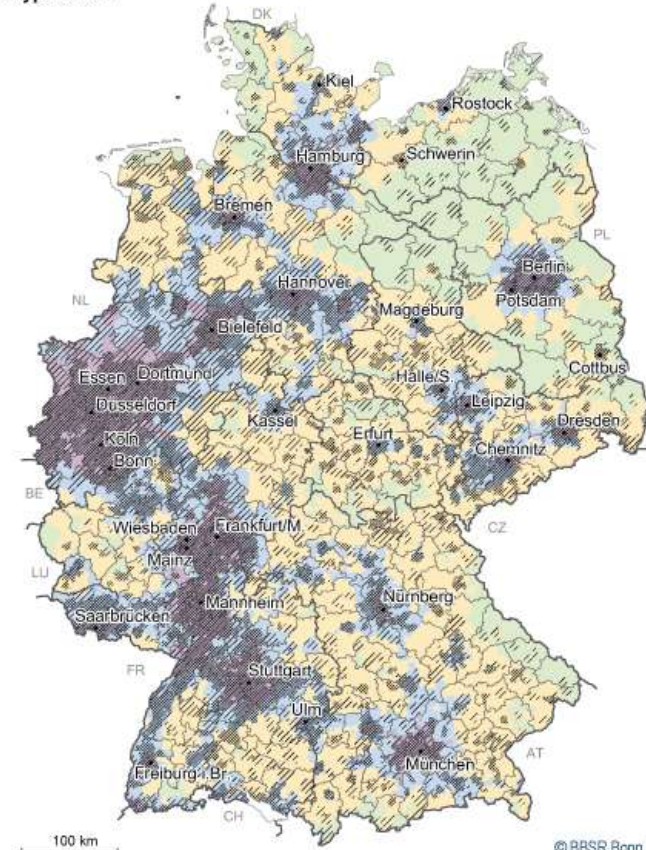 DK
Kiel
Rostock
Hamburg
Schwerin
Bremen
PL
Berlin
Hannover
Potsdam
NL
Magdeburg
Bielefeld
Essen
Dortmund
Halle/S.
Cottbus
Düsseldorf
Leipzig
Kassel
Dresden
Köln
Erfurt
Chemnitz
Bonn
BE
Wiesbaden
Frankfurt/M
CZ
Mainz
LU
Mannheim
Nürnberg
Saarbrücken
FR
Stuttgart
Ulm
AT
München
Freiburg i.Br
CH
100 km
© BBSR Bonn